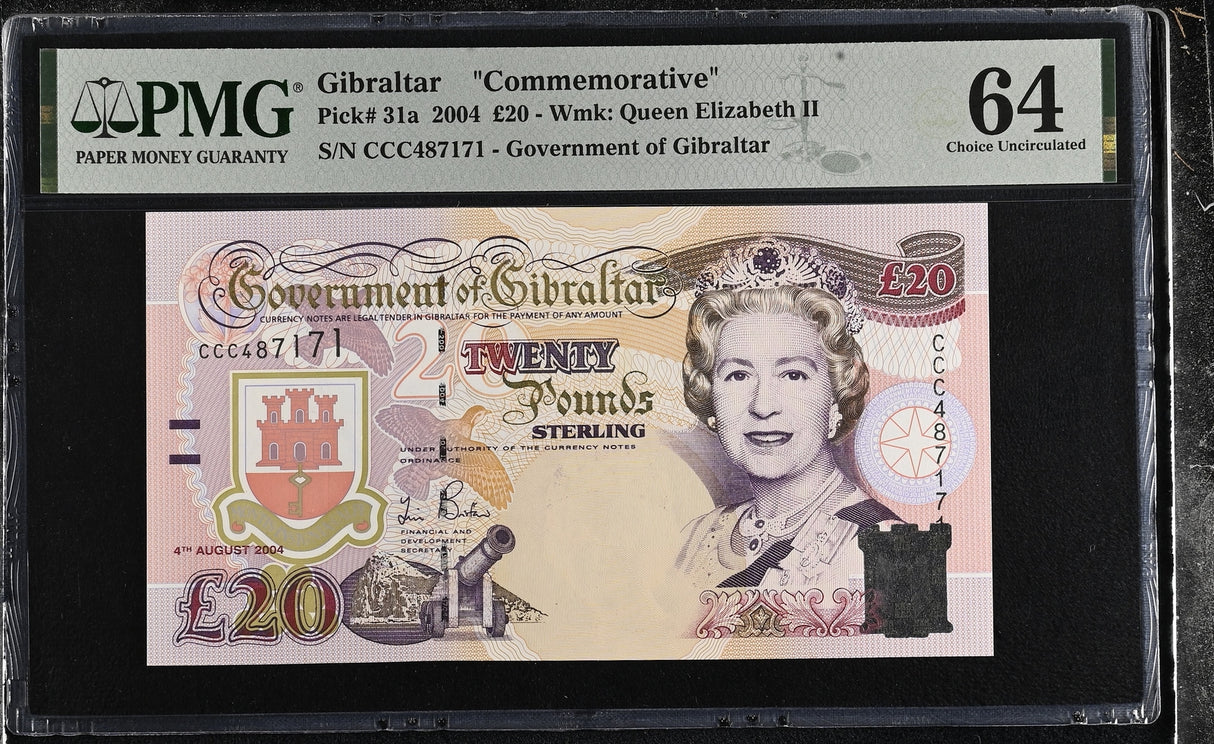 PMG®
PAPER MONEY GUARANTY
Gibraltar "Commemorative"
Pick# 31a 2004 £20 - Wmk: Queen Elizabeth II
S/N CCC487171 - Government of Gibraltar
64
Choice Uncirculated
Government of Gibraltar
CURRENCY NOTES ARE LEGAL TENDER IN GIBRALTAR FOR THE PAYMENT OF ANY AMOUNT
£20
CCC487171
20
TWENTY
Pounds
STERLING
UNDER AUTHORITY OF THE CURRENCY NOTES
ORDINANCE
FINANCIAL AND
DEVELOPMENT
SECRETARY
4TH AUGUST 2004
£20
CCC487171